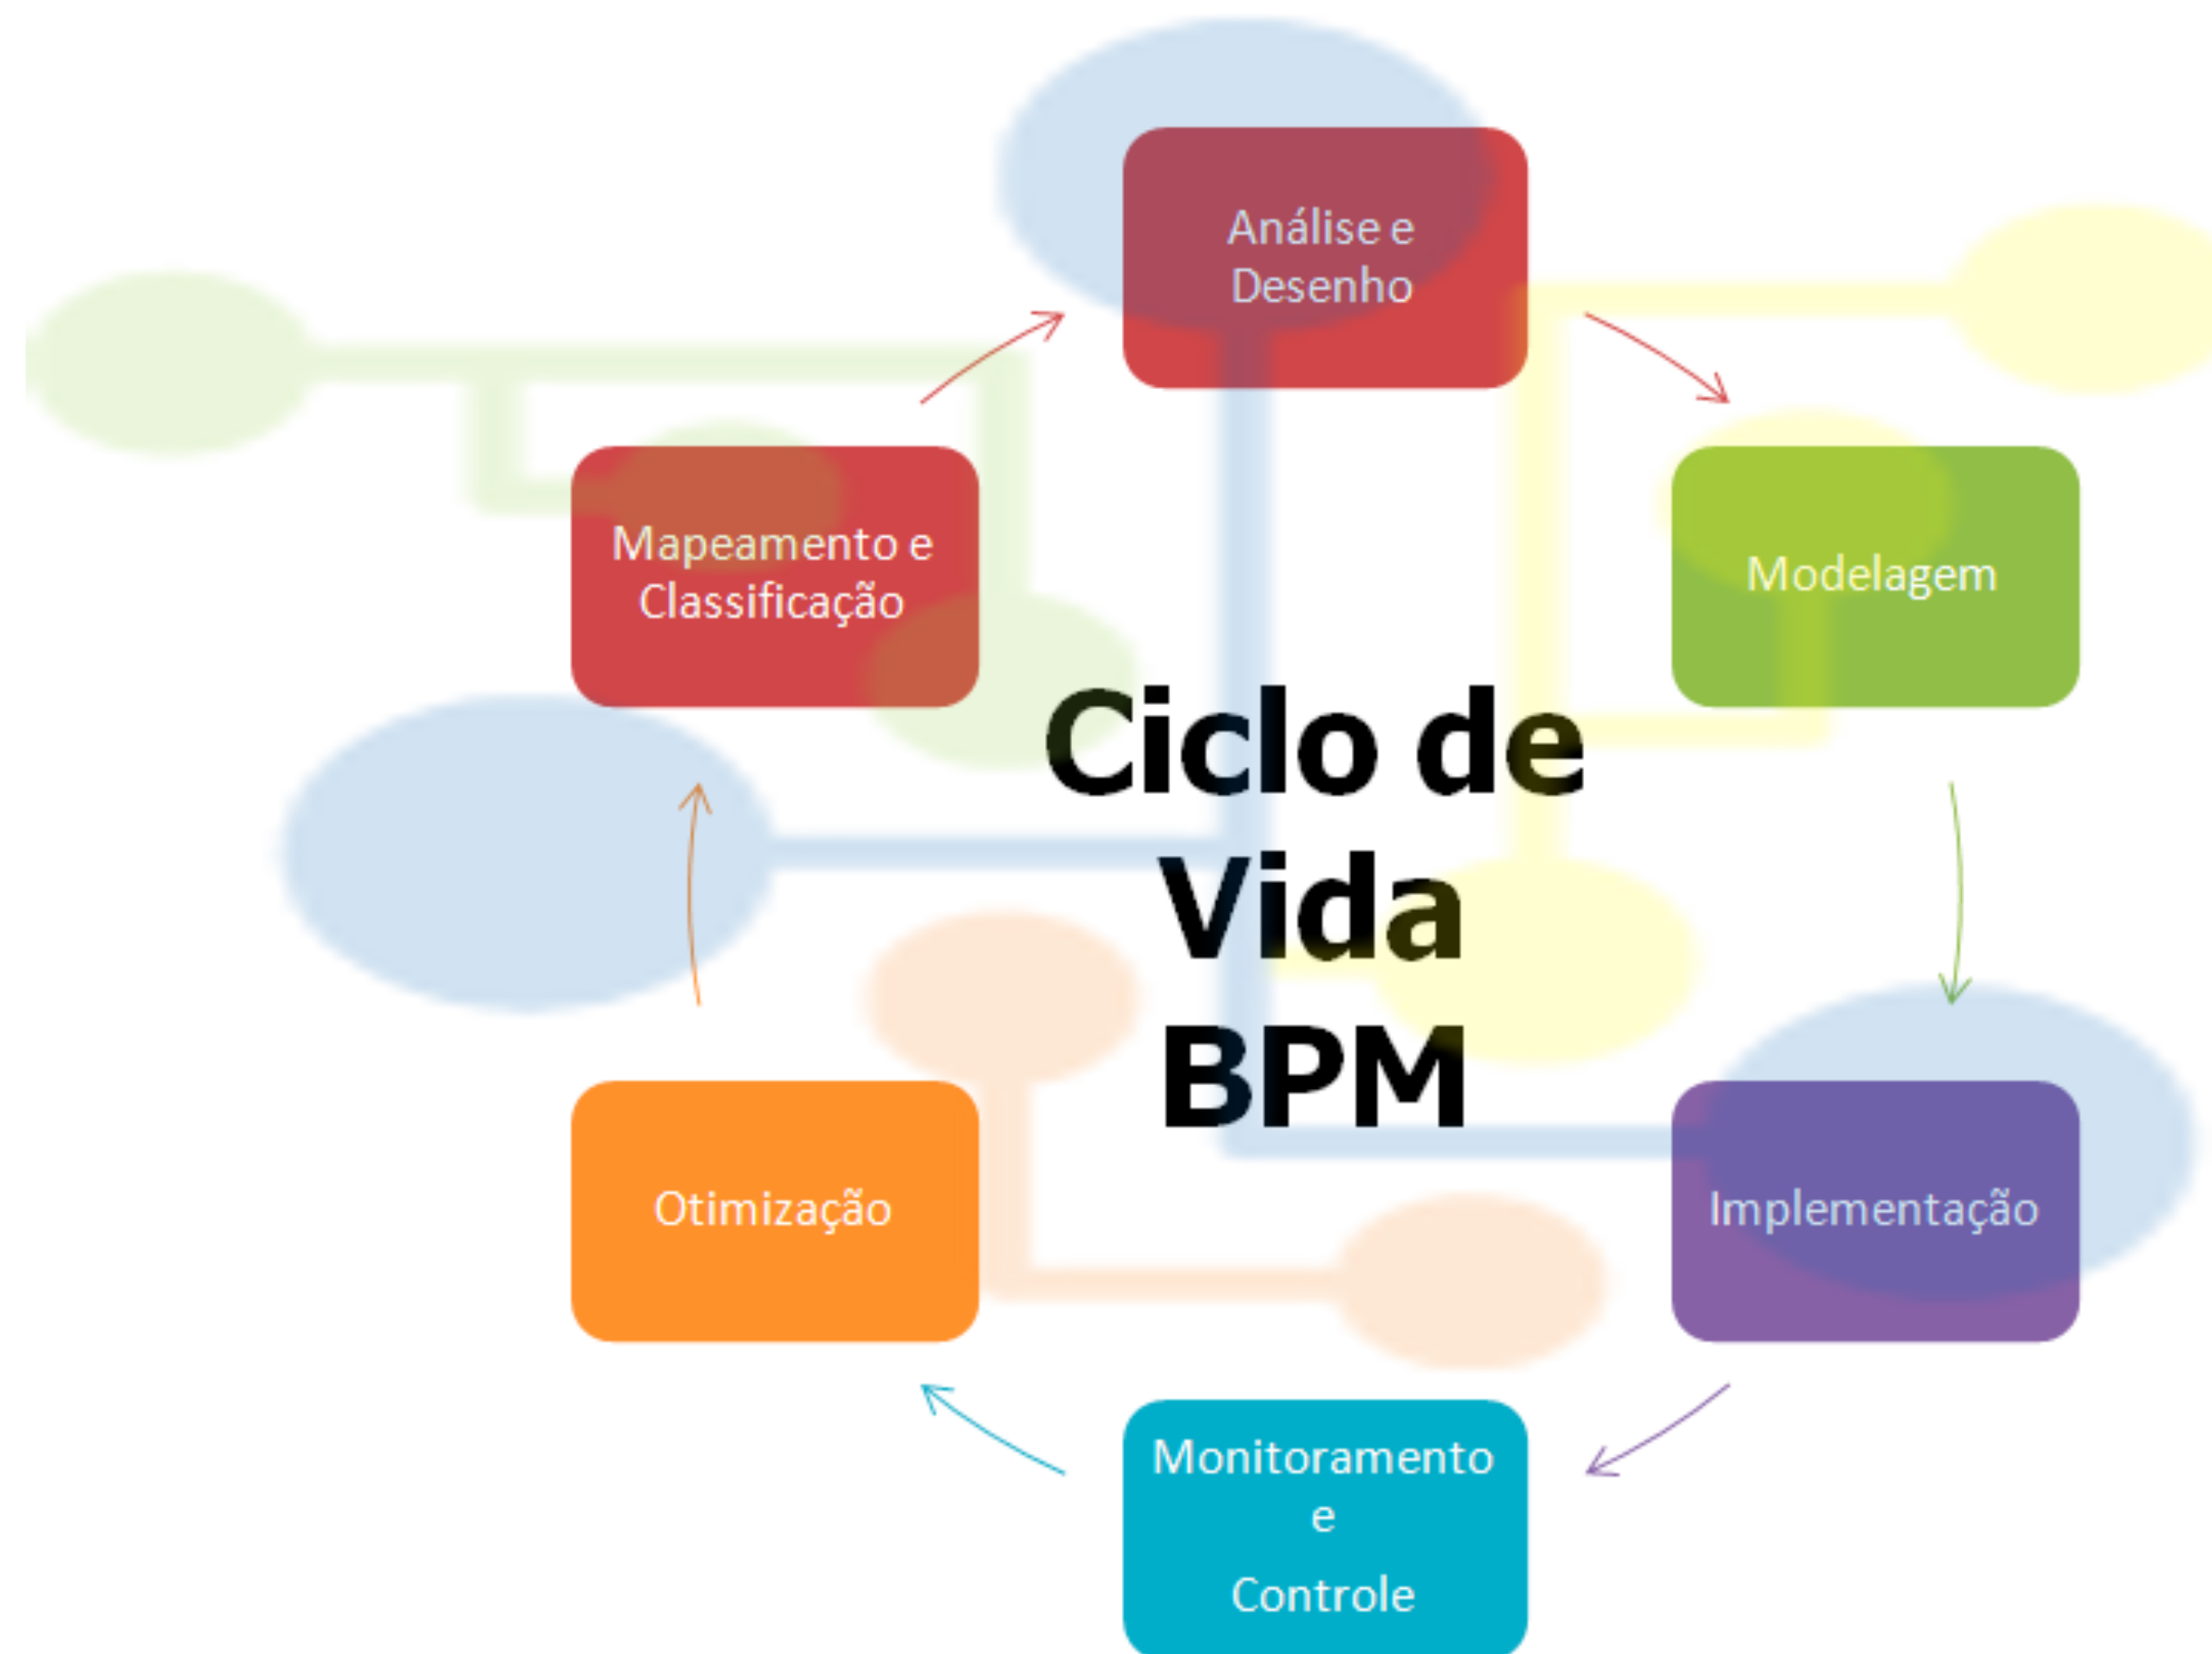 Análise e
Desenho
Mapeamento e
Classificação
Modelagem
Ciclo de
Vida
BPM
Otimização
Implementação
Monitoramento
e
Controle